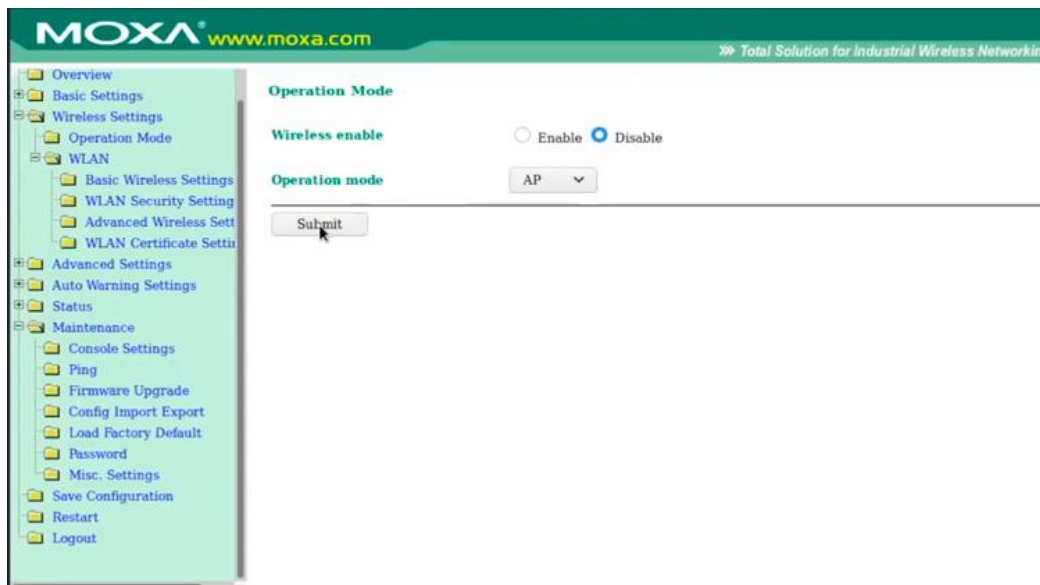 MOXA® www.moxa.com
Total Solution for Industrial Wireless
Overview
Basic Settings
Wireless Settings
Operation Mode
WLAN
Basic Wireless Settings
WLAN Security Setting
Advanced Wireless Sett
WLAN Certificate
Advanced Settings
Auto Warning Settings
Status
Maintenance
Console Settings
Ping
Firmware Upgrade
Config Import Export
Load Factory Default
Password
Misc. Settings
Save Configuration
Restart
Logout
Operation Mode
Wireless enable Enable Disable
Operation mode AP
Submit